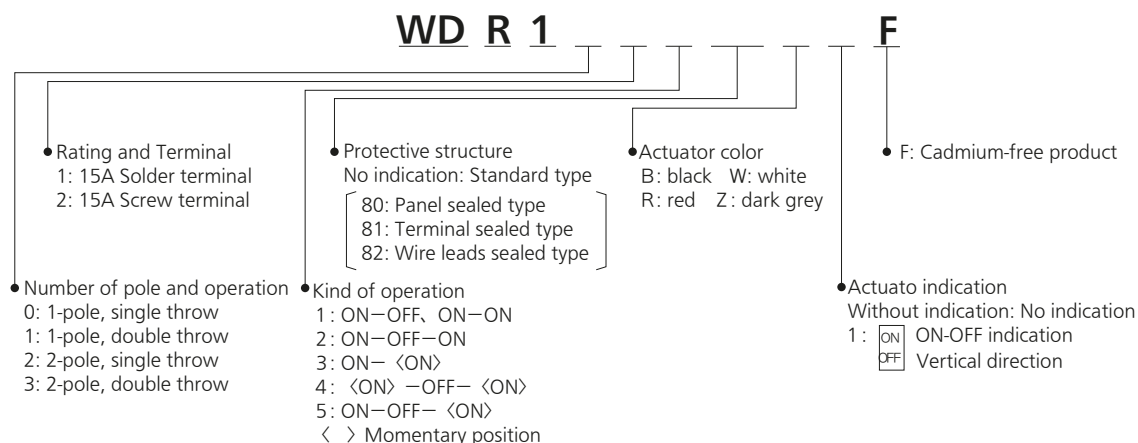 WD R 1 F
Rating and Terminal
1: 15A Solder terminal
2: 15A Screw terminal
Protective structure
No indication: Standard type
80: Panel sealed type
81: Terminal sealed type
82: Wire leads sealed type
Actuator color
B: black W: white
R: red Z: dark grey
F: Cadmium-free product
Number of pole and operation
0: 1-pole, single throw
1: 1-pole, double throw
2: 2-pole, single throw
3: 2-pole, double throw
Kind of operation
1: ON−OFF、ON−ON
2: ON−OFF−ON
3: ON−〈ON〉
4: 〈ON〉−OFF−〈ON〉
5: ON−OFF−〈ON〉
〈 〉 Momentary position
Actuato indication
Without indication: No indication
1: ON ON-OFF indication
OFF Vertical direction